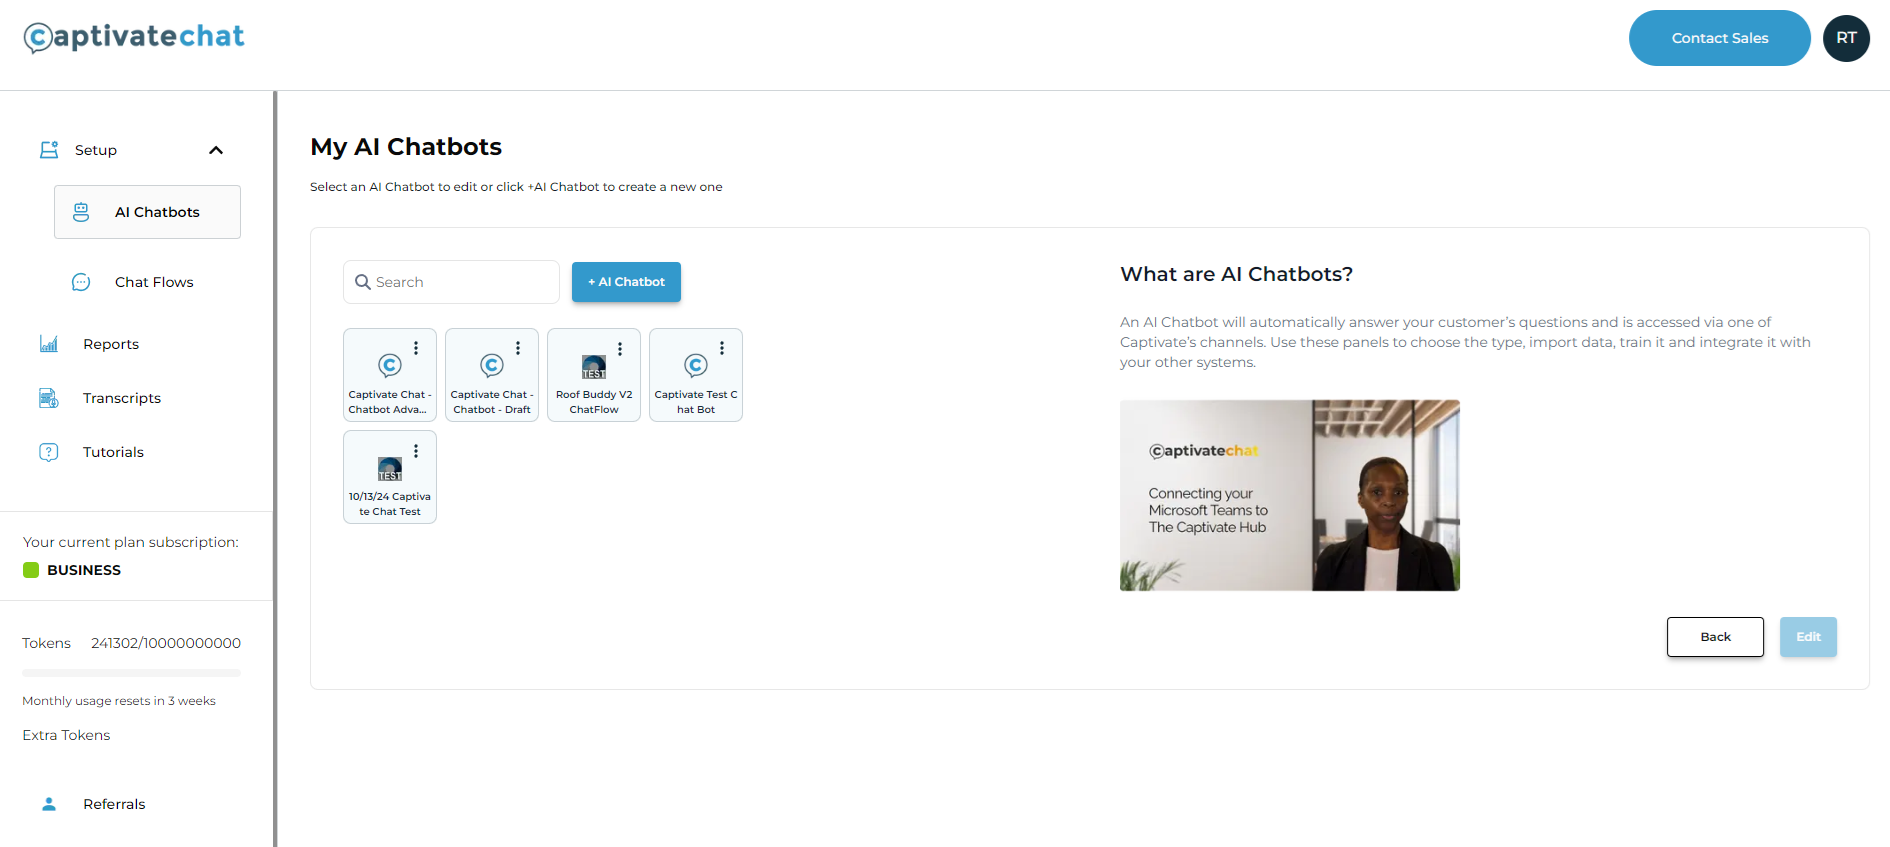 captivatechat
Contact Sales
RT
Setup
AI Chatbots
Chat Flows
Reports
Transcripts
Tutorials
Your current plan subscription:
BUSINESS
Tokens 241302/10000000000
Monthly usage resets in 3 weeks
Extra Tokens
Referrals
My AI Chatbots
Select an AI Chatbot to edit or click +AI Chatbot to create a new one
Search
+ AI Chatbot
Captivate Chat -
Chatbot Adva...
Captivate Chat -
Chatbot - Draft
TEST
Roof Buddy V2
ChatFlow
Captivate Test C
hat Bot
TEST
10/13/24 Captiva
te Chat Test
What are AI Chatbots?
An AI Chatbot will automatically answer your customer’s questions and is accessed via one of
Captivate’s channels. Use these panels to choose the type, import data, train it and integrate it with
your other systems.
captivatechat
Connecting your
Microsoft Teams to
The Captivate Hub
Back
Edit